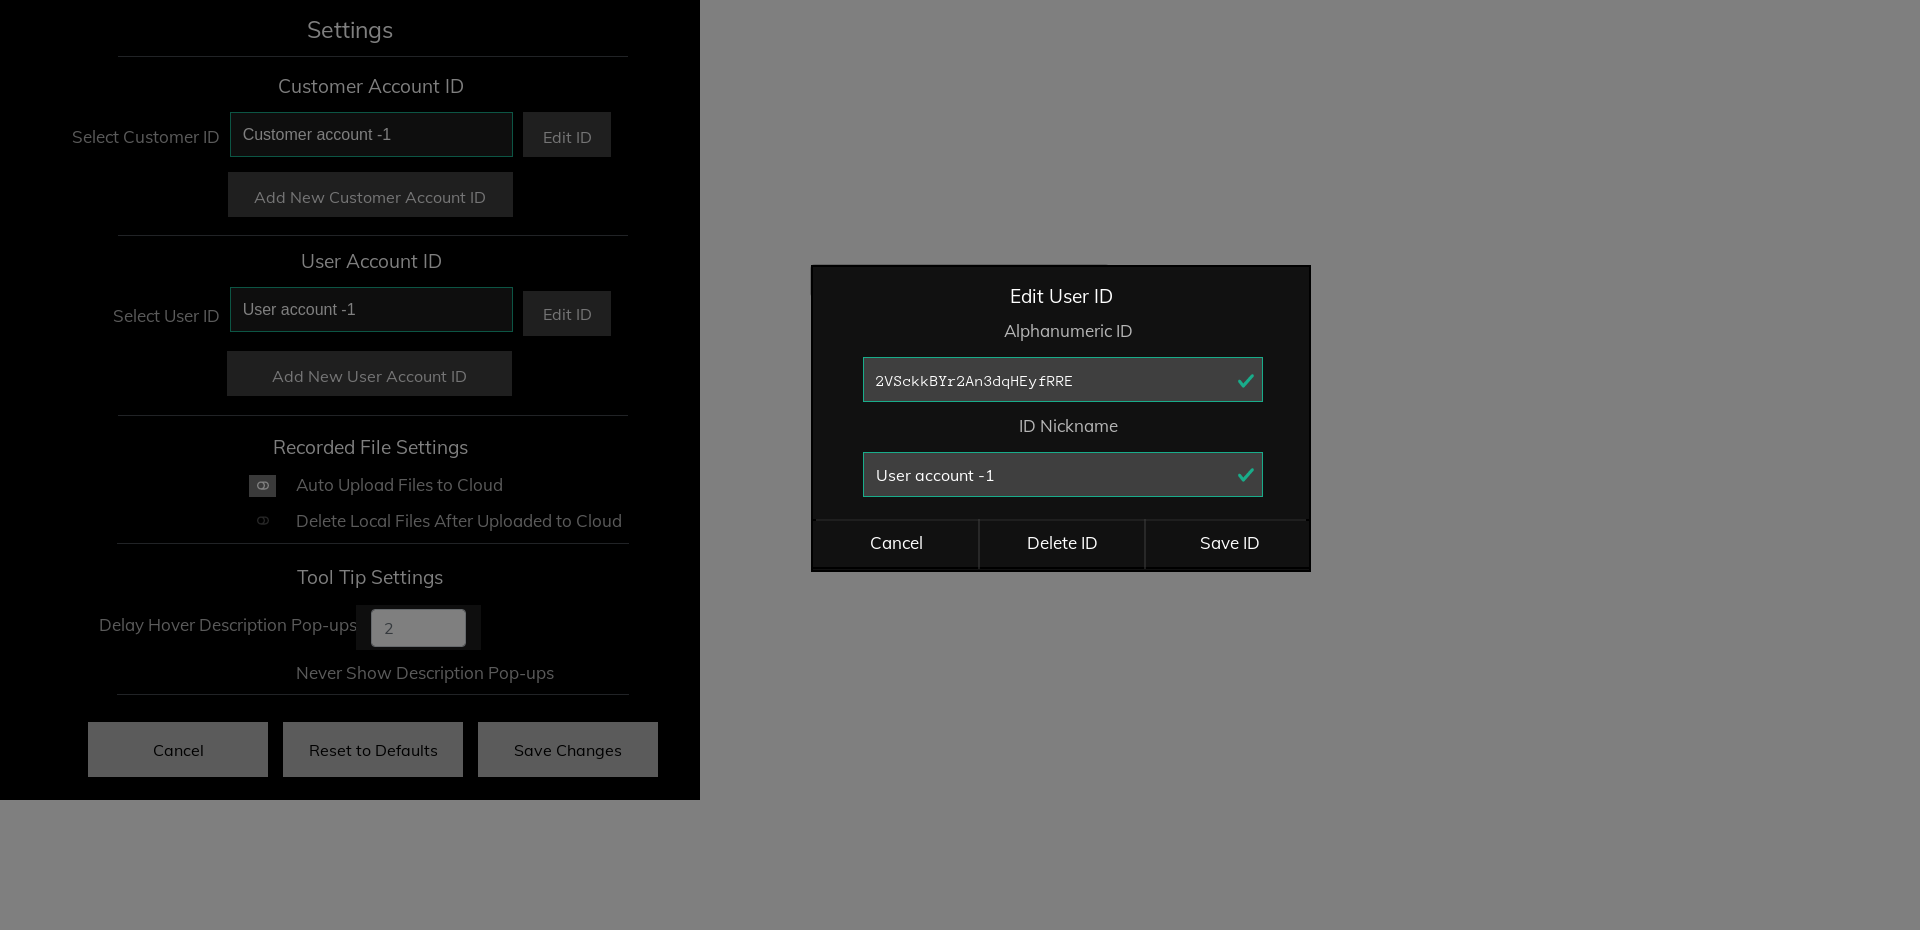 Settings
Customer Account ID
Select Customer ID
Customer account -1
Edit ID
Add New Customer Account ID
User Account ID
Select User ID
User account -1
Edit ID
Add New User Account ID
Recorded File Settings
Auto Upload Files to Cloud
Delete Local Files After Uploaded to Cloud
Tool Tip Settings
Delay Hover Description Pop-ups
2
Never Show Description Pop-ups
Cancel
Reset to Defaults
Save Changes
Edit User ID
Alphanumeric ID
2VSckkBYr2An3dqHEyfRRE
ID Nickname
User account -1
Cancel
Delete ID
Save ID